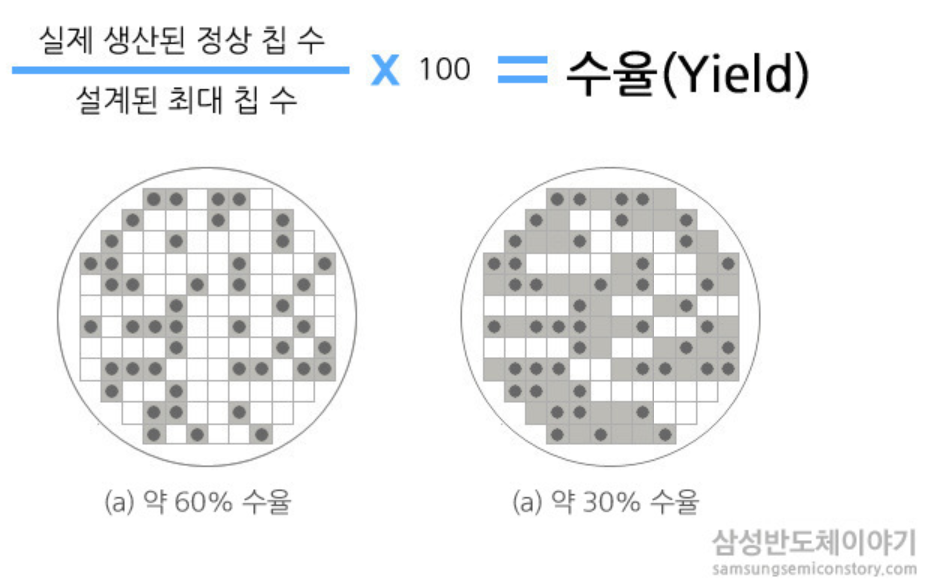 실제 생산된 정상 칩 수
설계된 최대 칩 수
X 100 = 수율(Yield)
(a) 약 60% 수율
(a) 약 30% 수율
삼성반도체이야기
samsungsemiconstory.com